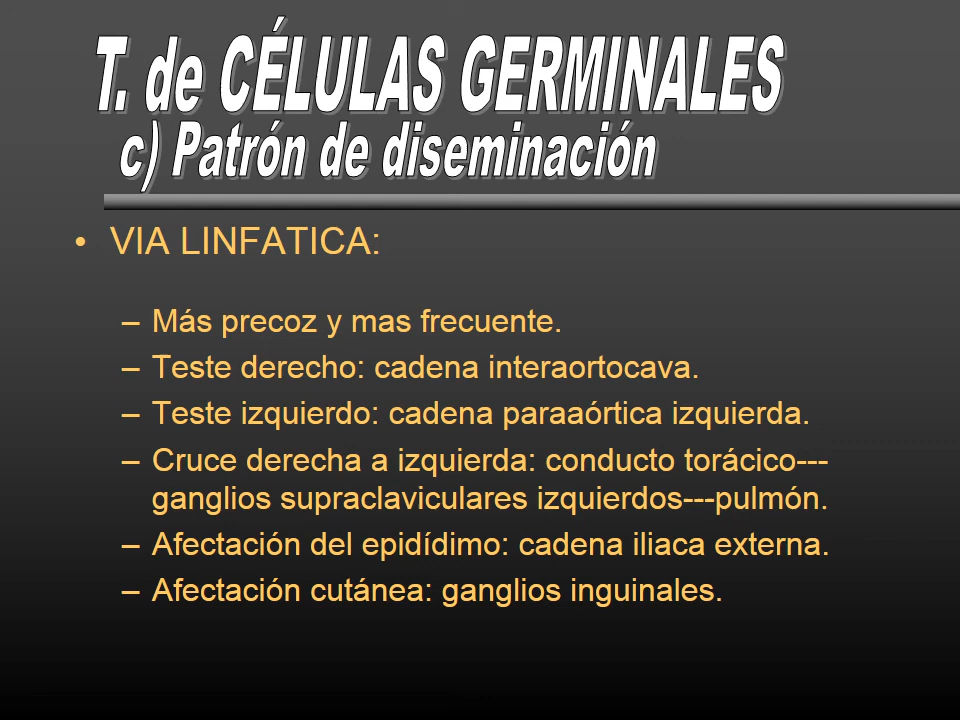 T. de CÉLULAS GERMINALES
c) Patrón de diseminación
• VIA LINFATICA:
– Más precoz y mas frecuente.
– Teste derecho: cadena interaortocava.
– Teste izquierdo: cadena paraaórtica izquierda.
– Cruce derecha a izquierda: conducto torácico---
ganglios supraclaviculares izquierdos---pulmón.
– Afectación del epidídimo: cadena iliaca externa.
– Afectación cutánea: ganglios inguinales.